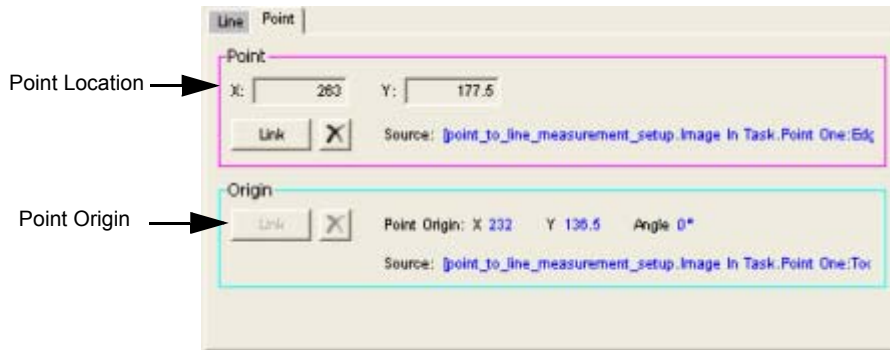 Line Point
Point
Point Location
X: 263 Y: 177.5
Link X Source: [point_to_line_measurement_setup.Image In Task.Point One:Edg
Origin
Point Origin
Link X Point Origin: X 232 Y 136.5 Angle 0°
Source: [point_to_line_measurement_setup.Image In Task.Point One:Too